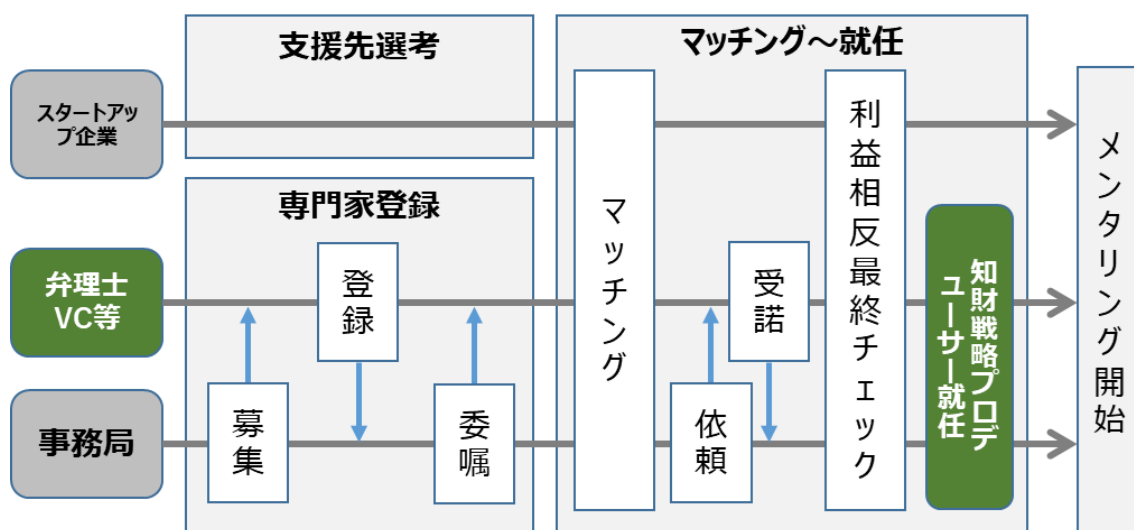 支援先選考
マッチング～就任
スタートアッ
プ企業
専門家登録
弁理士
VC等
事務局
募集
登録
委嘱
マッチング
依頼
受諾
利益相反最終チェック
知財戦略プロデ
ューサー就任
メンタリング開始